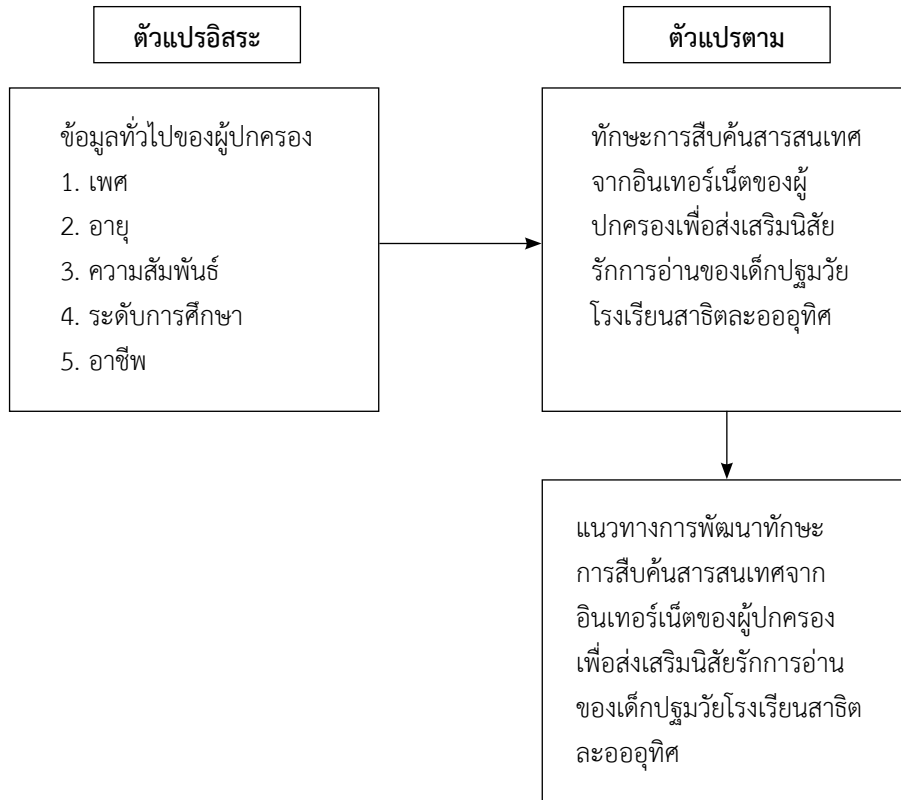 ตัวแปรอิสระ
ตัวแปรตาม
ข้อมูลทั่วไปของผู้ปกครอง
1. เพศ
2. อายุ
3. ความสัมพันธ์
4. ระดับการศึกษา
5. อาชีพ
ทักษะการสืบค้นสารสนเทศ
จากอินเทอร์เน็ตของผู้
ปกครองเพื่อส่งเสริมนิสัย
รักการอ่านของเด็กปฐมวัย
โรงเรียนสาธิตละอออุทิศ
แนวทางการพัฒนาทักษะ
การสืบค้นสารสนเทศจาก
อินเทอร์เน็ตของผู้ปกครอง
เพื่อส่งเสริมนิสัยรักการอ่าน
ของเด็กปฐมวัยโรงเรียนสาธิต
ละอออุทิศ